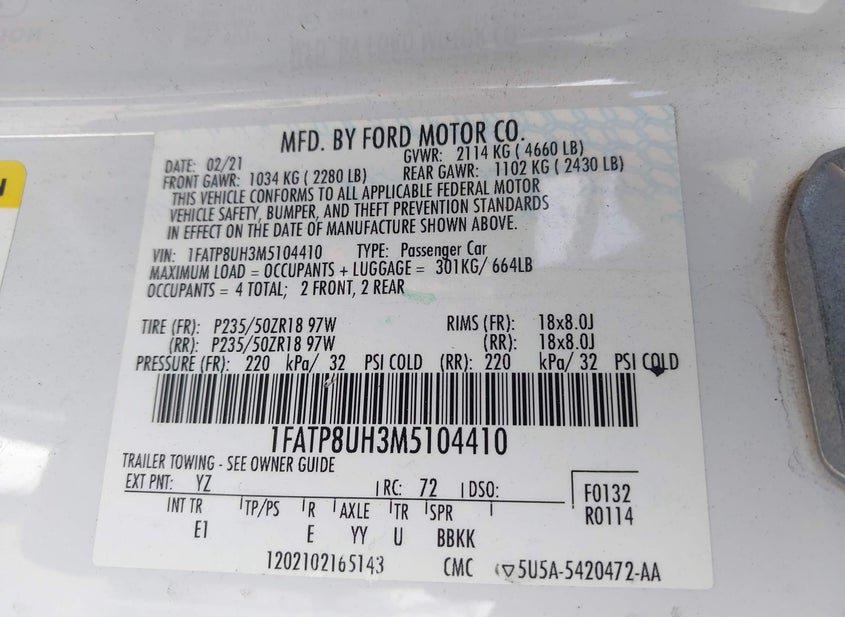 MFD. BY FORD MOTOR CO.
DATE: 02/21 GVWR: 2114 KG ( 4660 LB)
FRONT GAWR: 1034 KG ( 2280 LB) REAR GAWR: 1102 KG ( 2430 LB)
THIS VEHICLE CONFORMS TO ALL APPLICABLE FEDERAL MOTOR
VEHICLE SAFETY, BUMPER, AND THEFT PREVENTION STANDARDS
IN EFFECT ON THE DATE OF MANUFACTURE SHOWN ABOVE.
VIN: 1FATP8UH3M5104410 TYPE: Passenger Car
MAXIMUM LOAD = OCCUPANTS + LUGGAGE = 301KG/ 664LB
OCCUPANTS = 4 TOTAL; 2 FRONT, 2 REAR
TIRE (FR): P235/50ZR18 97W RIMS (FR): 18x8.0J
(RR): P235/50ZR18 97W (RR): 18x8.0J
PRESSURE (FR): 220 kPa/ 32 PSI COLD (RR): 220 kPa/ 32 PSI COLD
1FATP8UH3M5104410
TRAILER TOWING - SEE OWNER GUIDE
EXT PNT: YZ RC: 72 DSO: F0132
INT TR TP/PS R AXLE TR SPR R0114
E1 E YY U BBKK
1202102165143 CMC 5U5A-5420472-AA